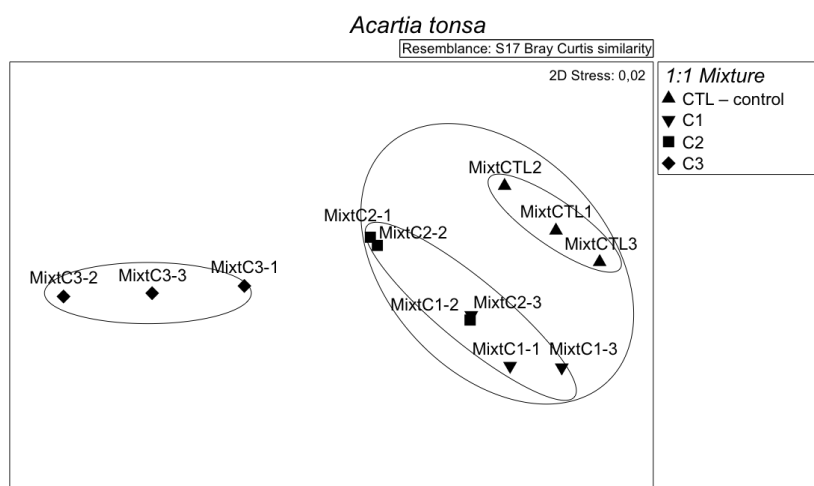 Acartia tonsa
Resemblance: S17 Bray Curtis similarity
2D Stress: 0,02
1:1 Mixture
CTL – control
C1
C2
C3
MixtCTL2
MixtCTL1
MixtCTL3
MixtC2-1
MixtC2-2
MixtC3-2
MixtC3-3
MixtC3-1
MixtC1-2
MixtC2-3
MixtC1-1
MixtC1-3